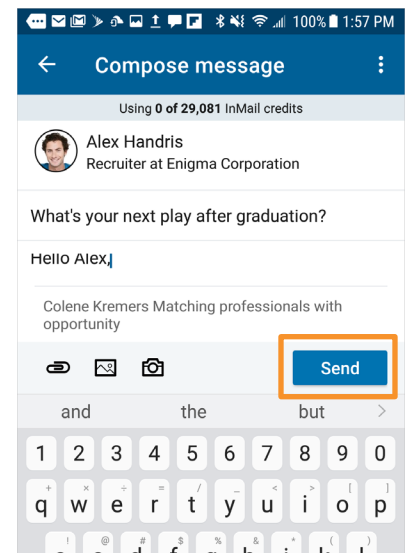 100% 1:57 PM
Compose message
Using 0 of 29,081 InMail credits
Alex Handris
Recruiter at Enigma Corporation
What's your next play after graduation?
Hello Alex,
Colene Kremers Matching professionals with
opportunity
Send
and the but >
1 2 3 4 5 6 7 8 9 0
+ × ÷ = / _ < > [ ]
q w e r t y u i o p
! @ # $ % & * ( )